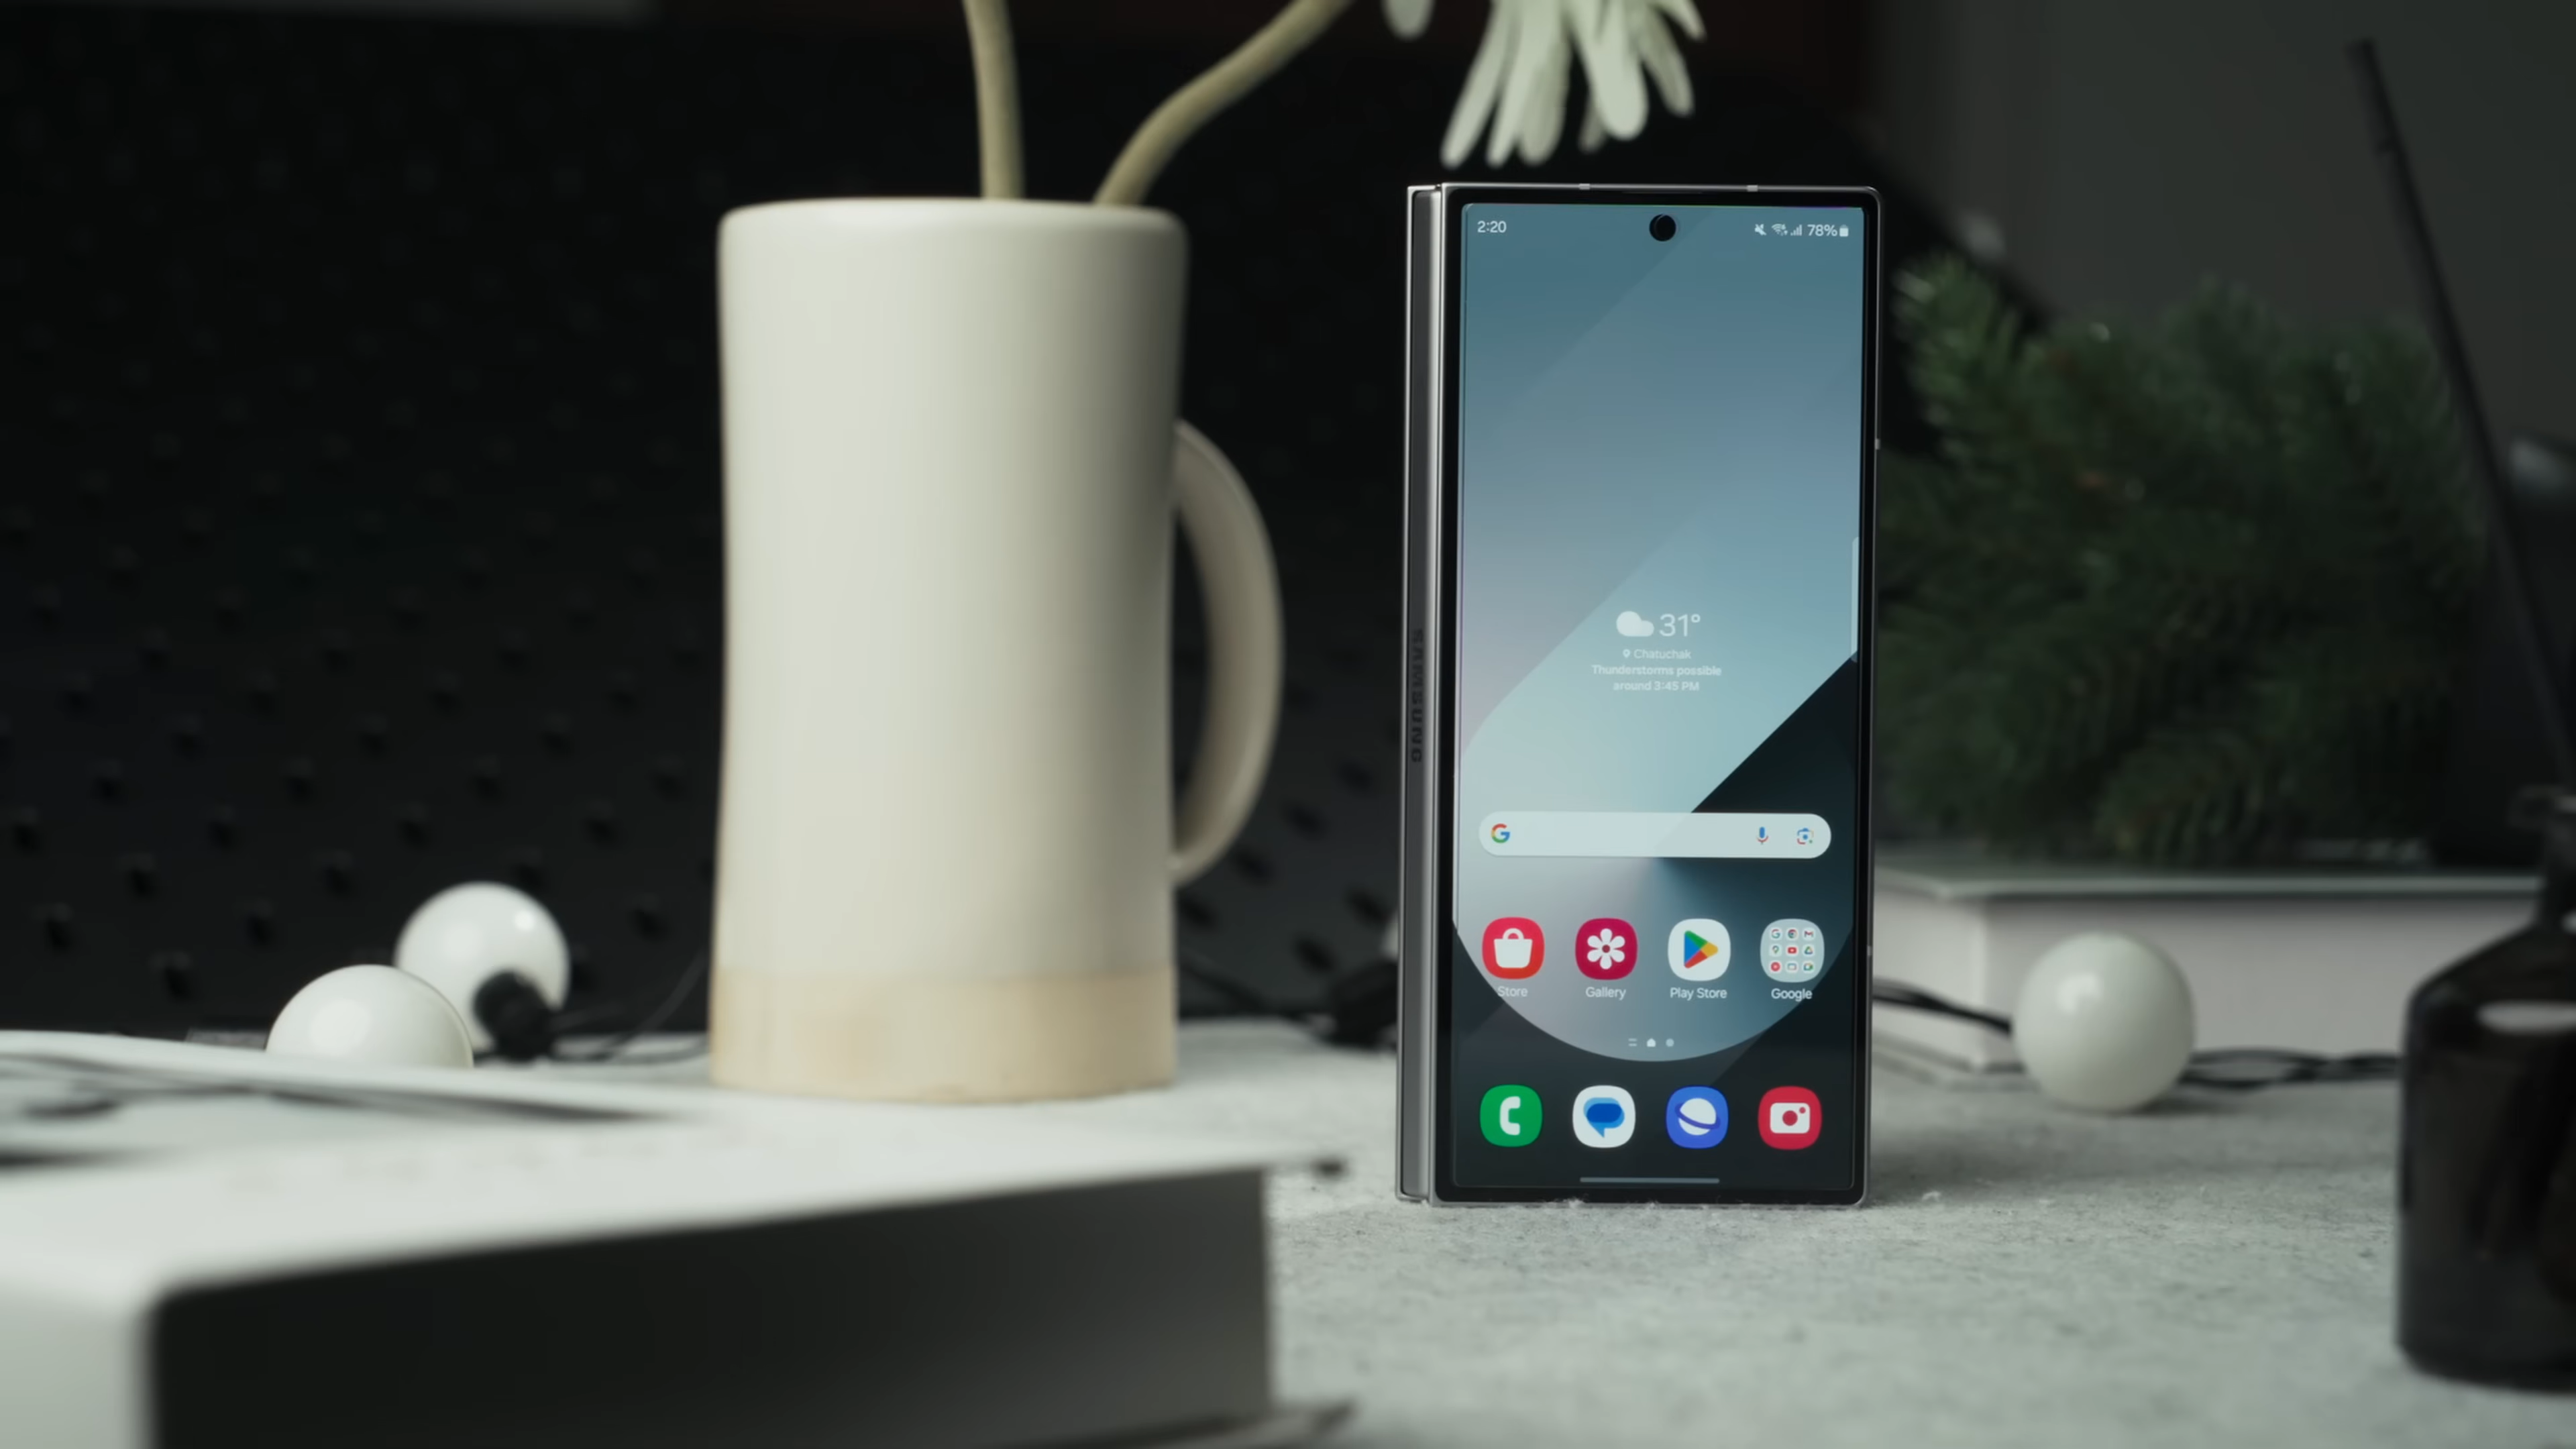 2:20
78%
31°
Chatuchak
Thunderstorms possible
around 3:45 PM
SAMSUNG
Store
Gallery
Play Store
Google